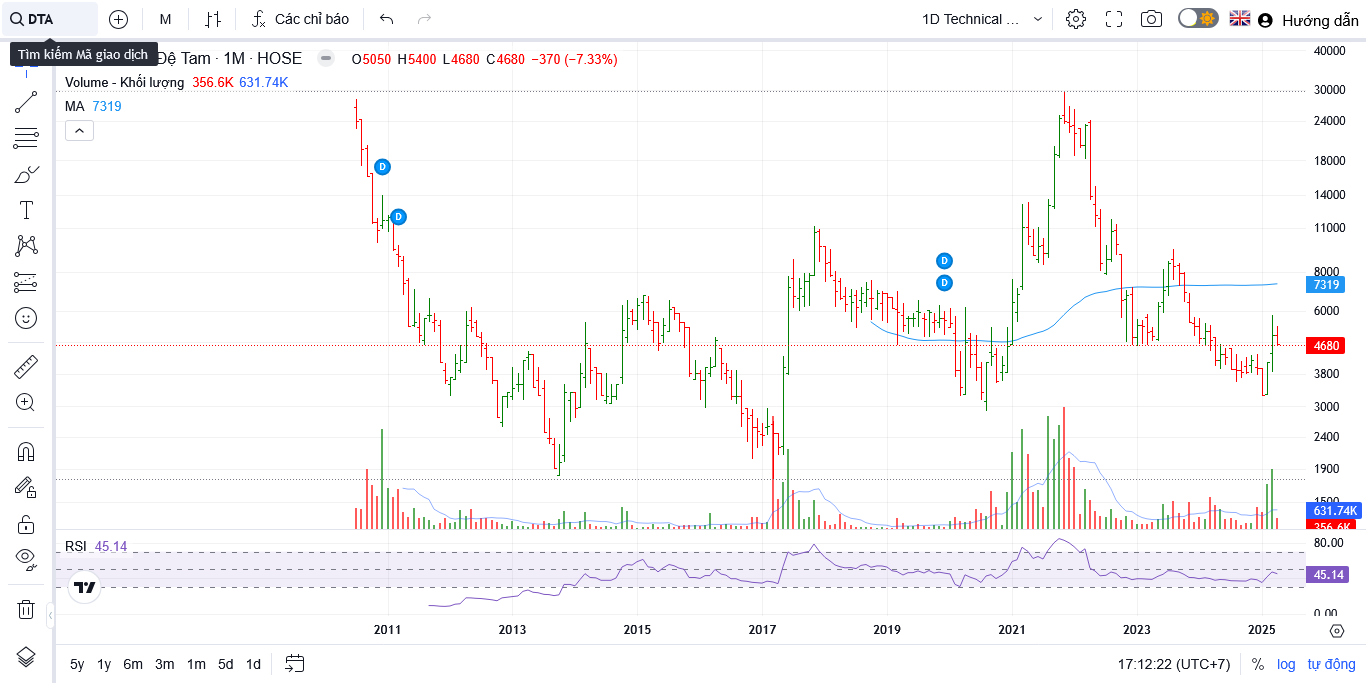 DTA M Các chỉ báo 1D Technical ... Hướng dẫn
Tìm kiếm Mã giao dịch
Đệ Tam · 1M · HOSE O5050 H5400 L4680 C4680 −370 (−7.33%)
Volume - Khối lượng 356.6K 631.74K
MA 7319
D
D
D
D
40000
30000
24000
18000
14000
11000
8000
7319
6000
4680
3800
3000
2400
1900
1500
631.74K
356.6K
RSI 45.14
80.00
45.14
0.00
2011 2013 2015 2017 2019 2021 2023 2025
5y 1y 6m 3m 1m 5d 1d 17:12:22 (UTC+7) % log tự động